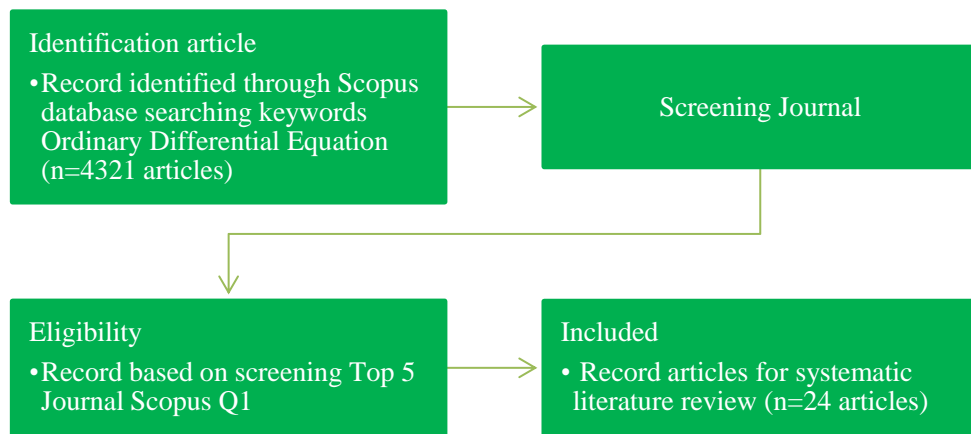 Identification article
•Record identified through Scopus
database searching keywords
Ordinary Differential Equation
(n=4321 articles)
Screening Journal
Eligibility
•Record based on screening Top 5
Journal Scopus Q1
Included
• Record articles for systematic
literature review (n=24 articles)